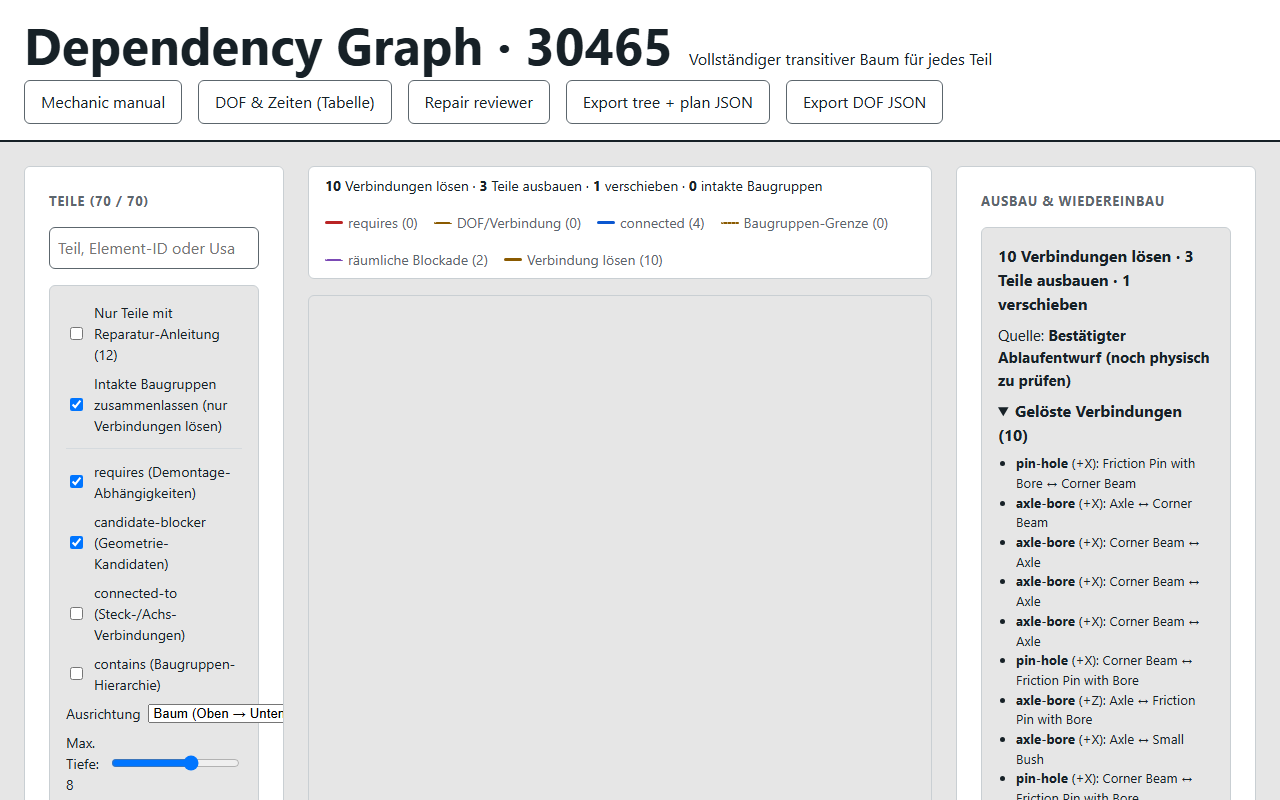 Dependency Graph · 30465
Vollständiger transitiver Baum für jedes Teil
Mechanic manual
DOF & Zeiten (Tabelle)
Repair reviewer
Export tree + plan JSON
Export DOF JSON
TEILE (70 / 70)
Teil, Element-ID oder Usa
Nur Teile mit
Reparatur-Anleitung
(12)
Intakte Baugruppen
zusammenlassen (nur
Verbindungen lösen)
requires (Demontage-
Abhängigkeiten)
candidate-blocker
(Geometrie-
Kandidaten)
connected-to
(Steck-/Achs-
Verbindungen)
contains (Baugruppen-
Hierarchie)
Ausrichtung
Baum (Oben → Unten
Max.
Tiefe:
8
10 Verbindungen lösen · 3 Teile ausbauen · 1 verschieben · 0 intakte Baugruppen
requires (0)
DOF/Verbindung (0)
connected (4)
Baugruppen-Grenze (0)
räumliche Blockade (2)
Verbindung lösen (10)
AUSBAU & WIEDEREINBAU
10 Verbindungen lösen · 3
Teile ausbauen · 1
verschieben
Quelle: Bestätigter
Ablaufentwurf (noch physisch
zu prüfen)
▼ Gelöste Verbindungen
(10)
• pin-hole (+X): Friction Pin with
Bore ↔ Corner Beam
• axle-bore (+X): Axle ↔ Corner
Beam
• axle-bore (+X): Corner Beam ↔
Axle
• axle-bore (+X): Corner Beam ↔
Axle
• axle-bore (+X): Corner Beam ↔
Axle
• pin-hole (+X): Corner Beam ↔
Friction Pin with Bore
• axle-bore (+Z): Axle ↔ Friction
Pin with Bore
• axle-bore (+X): Axle ↔ Small
Bush
• pin-hole (+X): Corner Beam ↔
Friction Pin with Bore